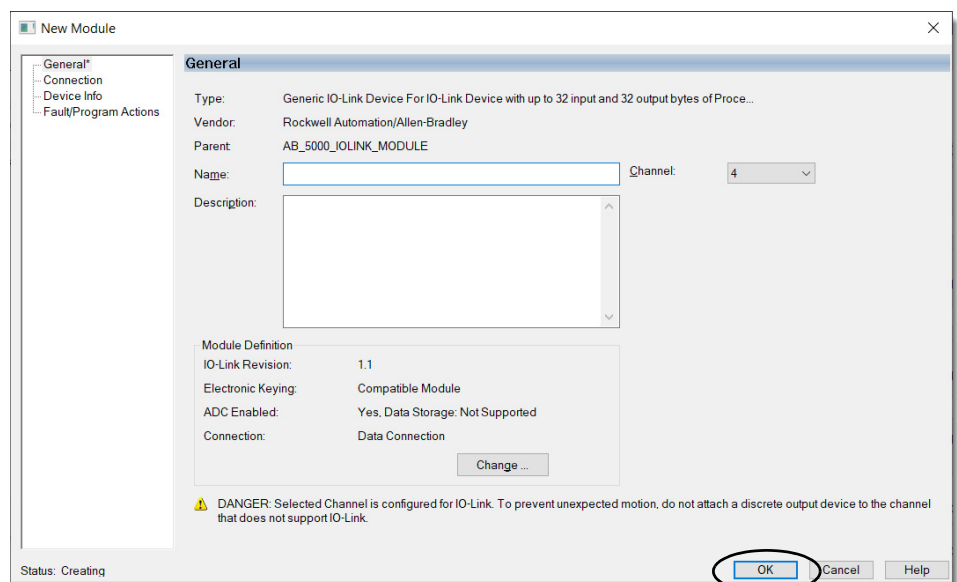 New Module
General*
Connection
Device Info
Fault/Program Actions
General
Type: Generic IO-Link Device For IO-Link Device with up to 32 input and 32 output bytes of Proce...
Vendor: Rockwell Automation/Allen-Bradley
Parent: AB_5000_IOLINK_MODULE
Name:
Channel: 4
Description:
Module Definition
IO-Link Revision: 1.1
Electronic Keying: Compatible Module
ADC Enabled: Yes, Data Storage: Not Supported
Connection: Data Connection
Change ...
DANGER: Selected Channel is configured for IO-Link. To prevent unexpected motion, do not attach a discrete output device to the channel
that does not support IO-Link.
Status: Creating
OK Cancel Help